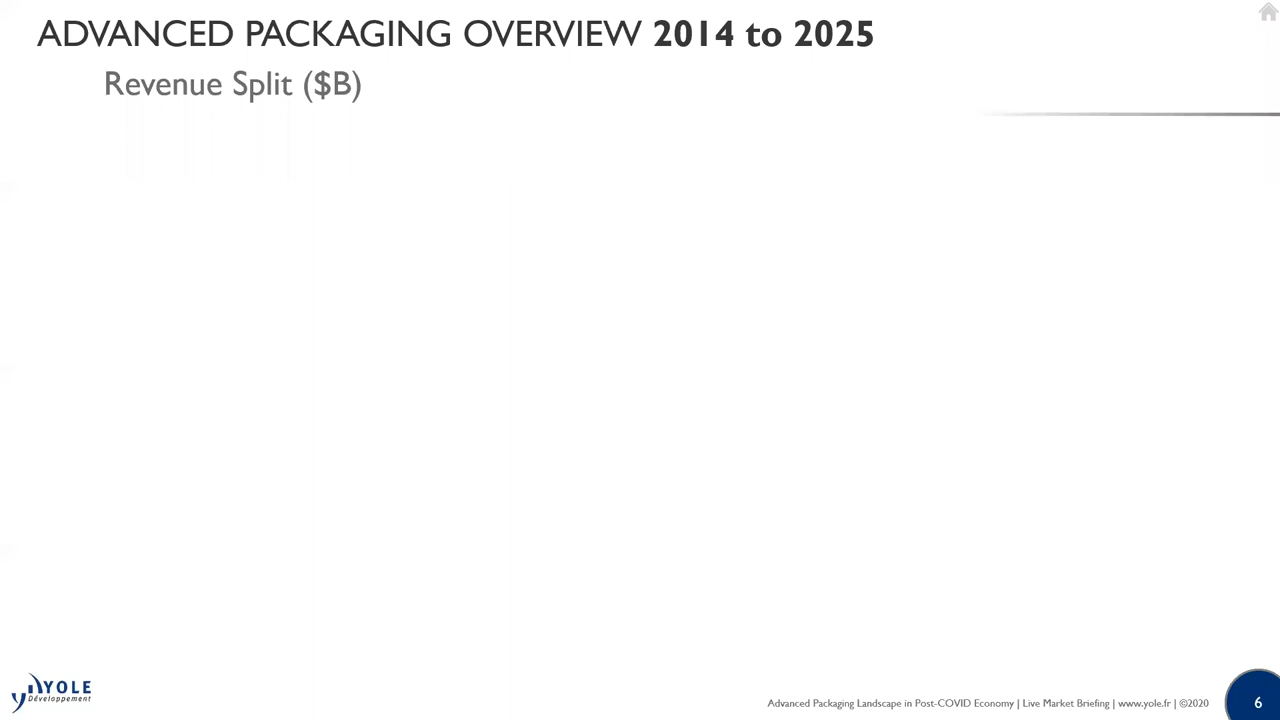 ADVANCED PACKAGING OVERVIEW 2014 to 2025
Revenue Split ($B)
YOLE
Développement
Advanced Packaging Landscape in Post-COVID Economy | Live Market Briefing | www.yole.fr | ©2020
6